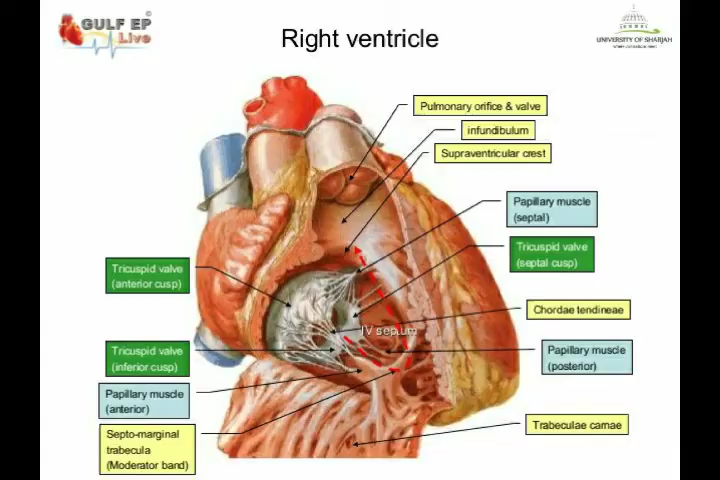 GULF EP
Live
©
Right ventricle
UNIVERSITY OF SHARJAH
Pulmonary orifice & valve
infundibulum
Supraventricular crest
Papillary muscle
(septal)
Tricuspid valve
(septal cusp)
Tricuspid valve
(anterior cusp)
Chordae tendineae
IV septum
Tricuspid valve
(inferior cusp)
Papillary muscle
(posterior)
Papillary muscle
(anterior)
Trabeculae carnae
Septo-marginal
trabecula
(Moderator band)